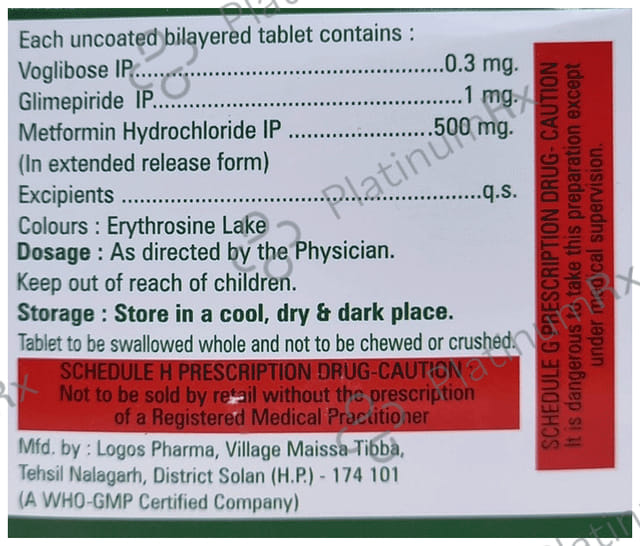 Each uncoated bilayered tablet contains :
Voglibose IP..............................................0.3 mg.
Glimepiride IP..............................................1 mg.
Metformin Hydrochloride IP .....................500 mg.
(In extended release form)
Excipients ...................................................q.s.
Colours : Erythrosine Lake
Dosage : As directed by the Physician.
Keep out of reach of children.
Storage : Store in a cool, dry & dark place.
Tablet to be swallowed whole and not to be chewed or crushed.
SCHEDULE H PRESCRIPTION DRUG-CAUTION
Not to be sold by retail without the prescription
of a Registered Medical Practitioner
Mfd. by : Logos Pharma, Village Maissa Tibba,
Tehsil Nalagarh, District Solan (H.P.) - 174 101
(A WHO-GMP Certified Company)
SCHEDULE G PRESCRIPTION DRUG- CAUTION
It is dangerous to take this preparation except
under medical supervision.
PlatinumRx
PlatinumRx
PlatinumRx